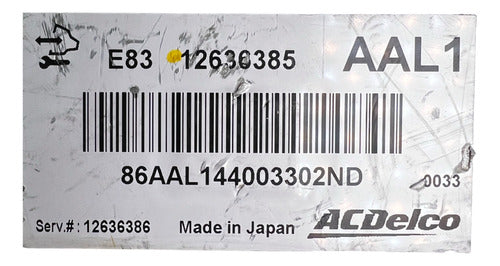 E83 12636385 AAL1
86AAL144003302ND
0033
Serv.#: 12636386 Made in Japan ACDelco